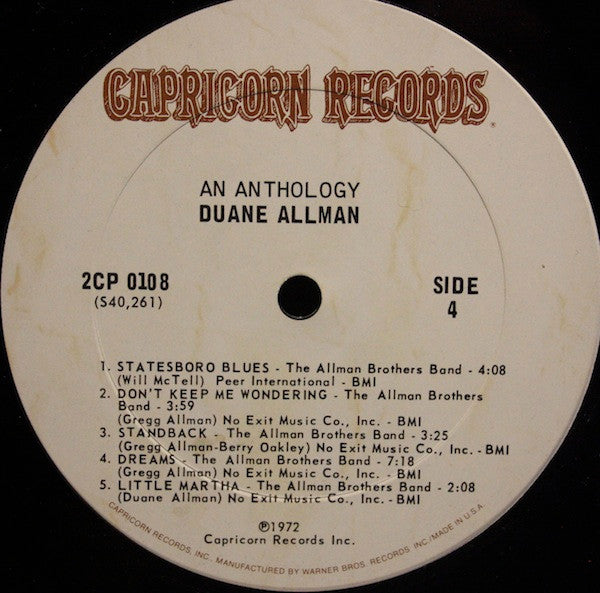 CAPRICORN RECORDS
AN ANTHOLOGY
DUANE ALLMAN
2CP 0108
(S40,261)
SIDE
4
1. STATESBORO BLUES - The Allman Brothers Band - 4:08
(Will McTell) Peer International - BMI
2. DON'T KEEP ME WONDERING - The Allman Brothers
Band - 3:59
(Gregg Allman) No Exit Music Co., Inc. - BMI
3. STANDBACK - The Allman Brothers Band - 3:25
(Gregg Allman-Berry Oakley) No Exit Music Co., Inc. - BMI
4. DREAMS - The Allman Brothers Band - 7:18
(Gregg Allman) No Exit Music Co., Inc. - BMI
5. LITTLE MARTHA - The Allman Brothers Band - 2:08
(Duane Allman) No Exit Music Co., Inc. - BMI
℗1972
Capricorn Records Inc.
CAPRICORN RECORDS, INC. MANUFACTURED BY WARNER BROS. RECORDS, INC./MADE IN U.S.A.